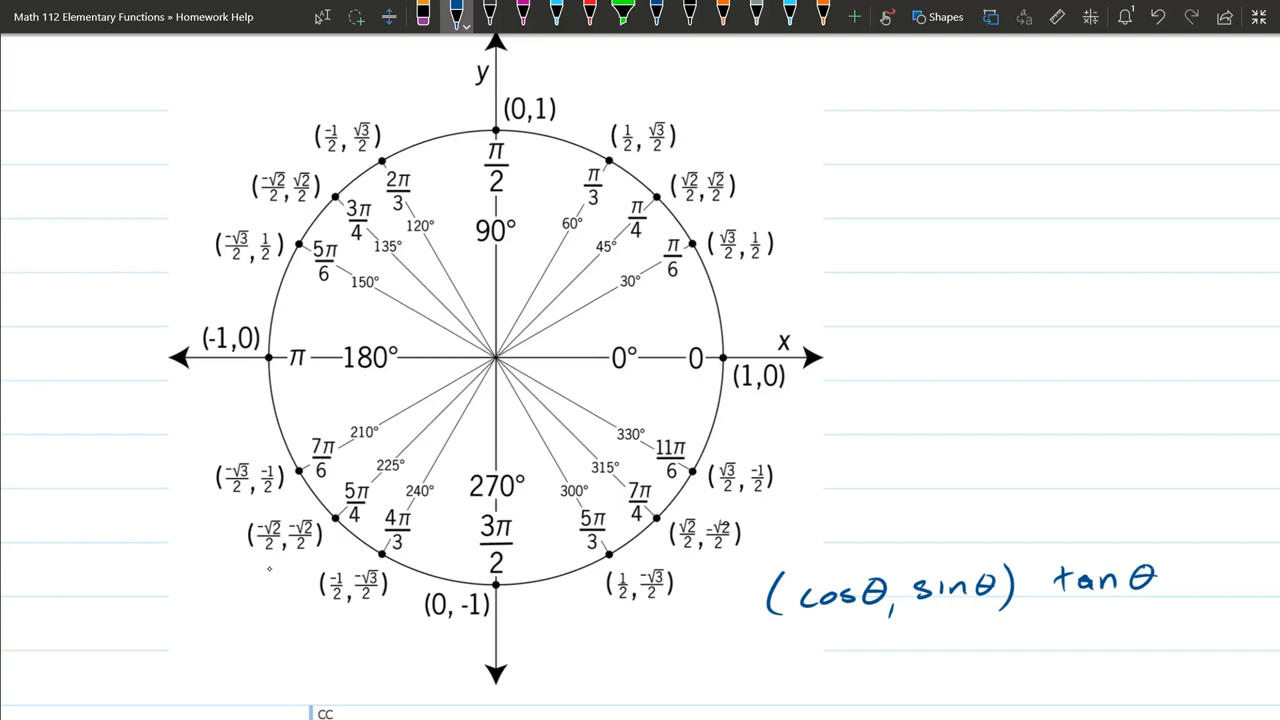 Math 112 Elementary Functions » Homework Help
Shapes
1
y
(0,1)
(-1/2, √3/2)
(1/2, √3/2)
π/2
2π/3
π/3
(-√2/2, √2/2)
(√2/2, √2/2)
3π/4
π/4
120°
90°
60°
(-√3/2, 1/2)
(√3/2, 1/2)
5π/6
135°
45°
π/6
150°
30°
(-1,0)
x
π
180°
0°
0
(1,0)
210°
330°
7π/6
11π/6
(-√3/2, -1/2)
225°
315°
(√3/2, -1/2)
5π/4
240°
270°
300°
7π/4
4π/3
3π/2
5π/3
(-√2/2, -√2/2)
(√2/2, -√2/2)
(-1/2, -√3/2)
(0, -1)
(1/2, -√3/2)
(cosθ, sinθ) tanθ
CC